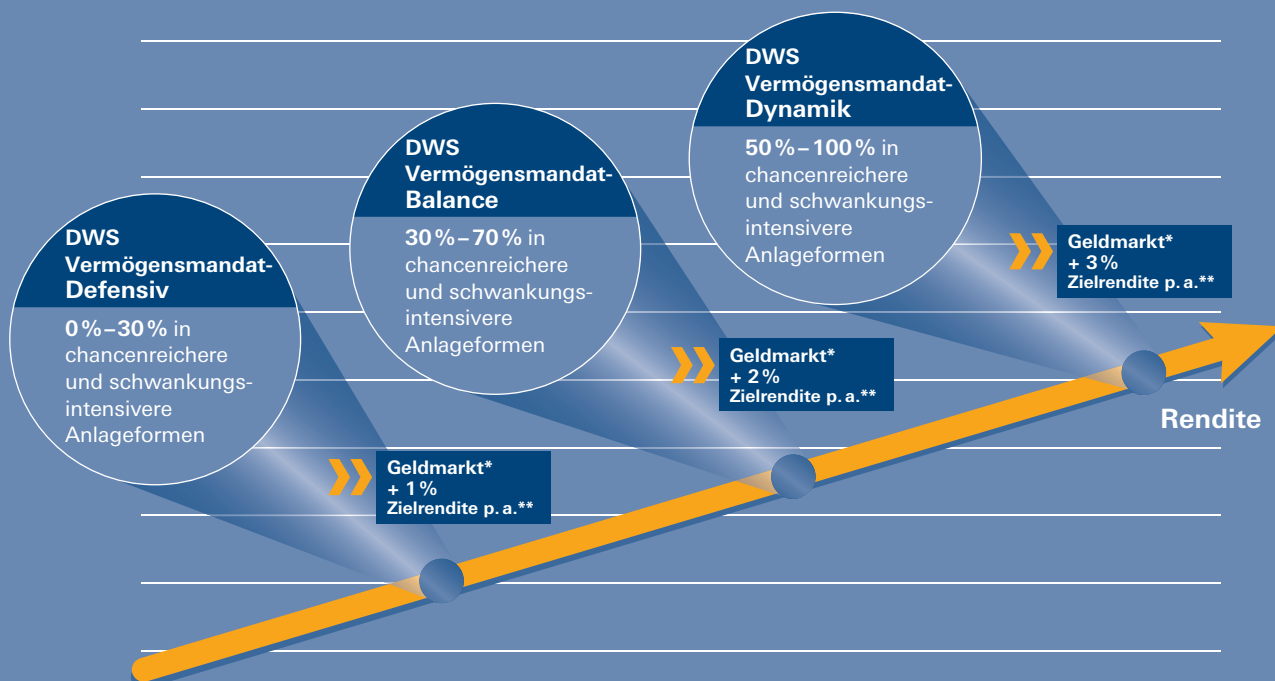 DWS
Vermögensmandat-
Defensiv
0%–30% in
chancenreichere
und schwankungs-
intensivere
Anlageformen
Geldmarkt*
+ 1%
Zielrendite p. a.**
DWS
Vermögensmandat-
Balance
30%–70% in
chancenreichere
und schwankungs-
intensivere
Anlageformen
Geldmarkt*
+ 2%
Zielrendite p. a.**
DWS
Vermögensmandat-
Dynamik
50%–100% in
chancenreichere
und schwankungs-
intensivere
Anlageformen
Geldmarkt*
+ 3%
Zielrendite p. a.**
Rendite